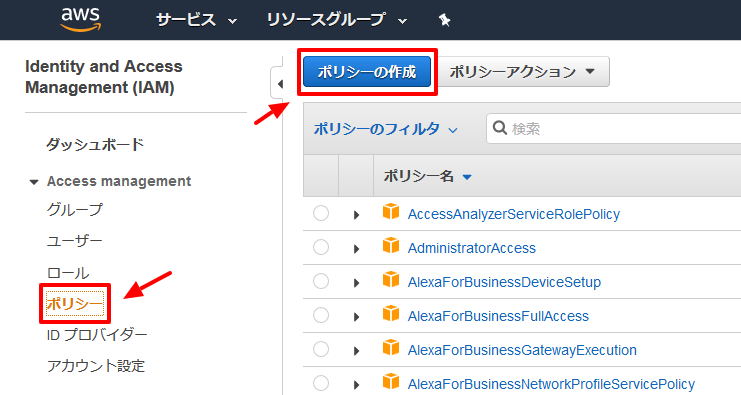 aws サービス リソースグループ
Identity and Access
Management (IAM)
ダッシュボード
Access management
グループ
ユーザー
ロール
ポリシー
ID プロバイダー
アカウント設定
ポリシーの作成 ポリシーアクション
ポリシーのフィルタ 検索
ポリシー名
AccessAnalyzerServiceRolePolicy
AdministratorAccess
AlexaForBusinessDeviceSetup
AlexaForBusinessFullAccess
AlexaForBusinessGatewayExecution
AlexaForBusinessNetworkProfileServicePolicy